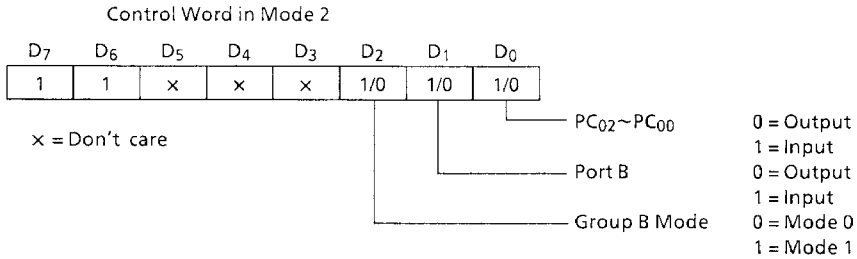 Control Word in Mode 2
D7 D6 D5 D4 D3 D2 D1 D0
1 1 × × × 1/0 1/0 1/0
× = Don't care
PC02~PC00 0 = Output
1 = Input
Port B 0 = Output
1 = Input
Group B Mode 0 = Mode 0
1 = Mode 1